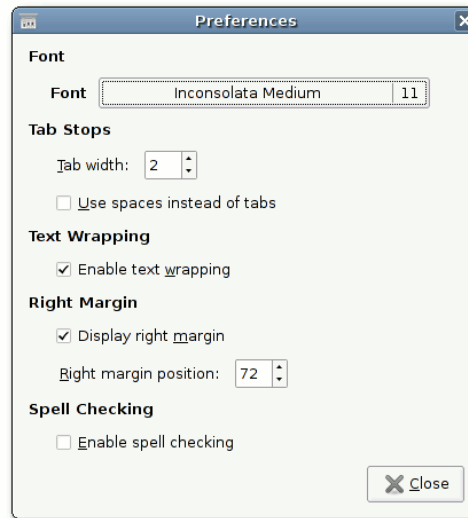 Preferences
Font
Font Inconsolata Medium 11
Tab Stops
Tab width: 2
Use spaces instead of tabs
Text Wrapping
Enable text wrapping
Right Margin
Display right margin
Right margin position: 72
Spell Checking
Enable spell checking
Close